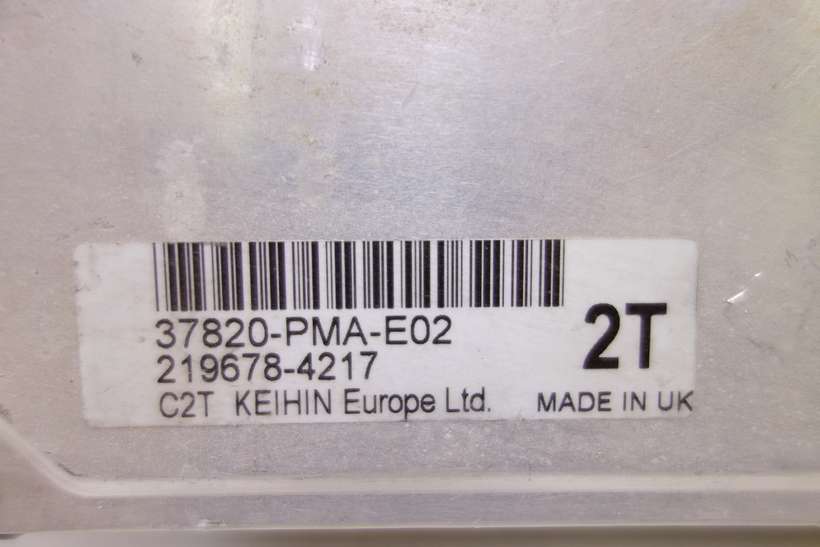 37820-PMA-E02
219678-4217
2T
C2T KEIHIN Europe Ltd. MADE IN UK